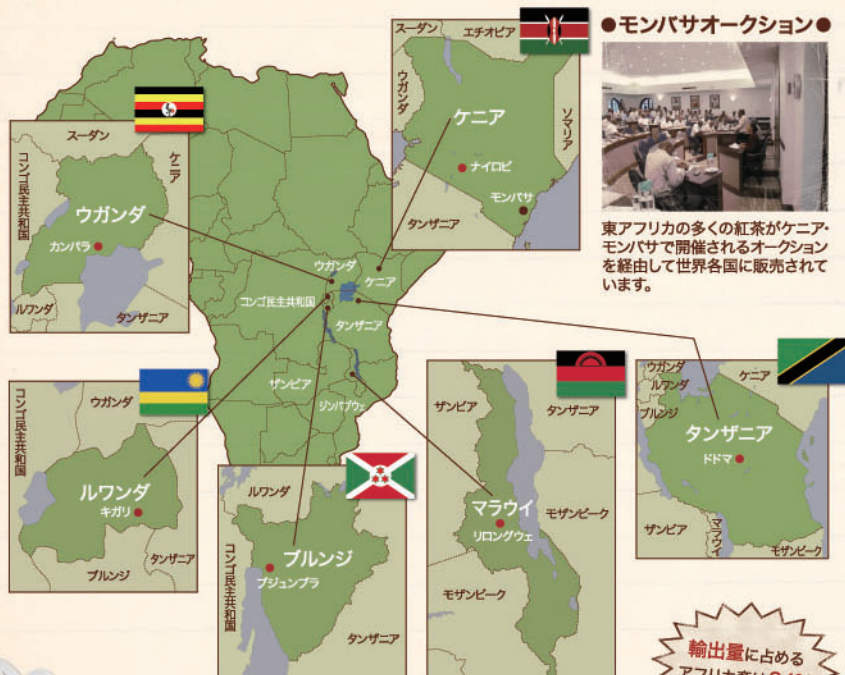 ●モンバサオークション●
東アフリカの多くの紅茶がケニア・
モンバサで開催されるオークション
を経由して世界各国に販売されて
います。
スーダン
エチオピア
ウガンダ
ソマリア
ケニア
ナイロビ
モンバサ
タンザニア
スーダン
コンゴ民主共和国
ケニア
ウガンダ
カンパラ
ルワンダ
タンザニア
ウガンダ
ケニア
コンゴ民主共和国
タンザニア
ザンビア
ジンバブウェ
コンゴ民主共和国
ウガンダ
ルワンダ
キガリ
タンザニア
ブルンジ
ルワンダ
コンゴ民主共和国
ブルンジ
ブジュンブラ
タンザニア
ザンビア
タンザニア
マラウイ
リロングウェ
モザンビーク
モザンビーク
ウガンダ
ルワンダ
ブルンジ
ケニア
タンザニア
ドドマ
ザンビア
マラウイ
モザンビーク
輸出量に占める
アフリカ産は